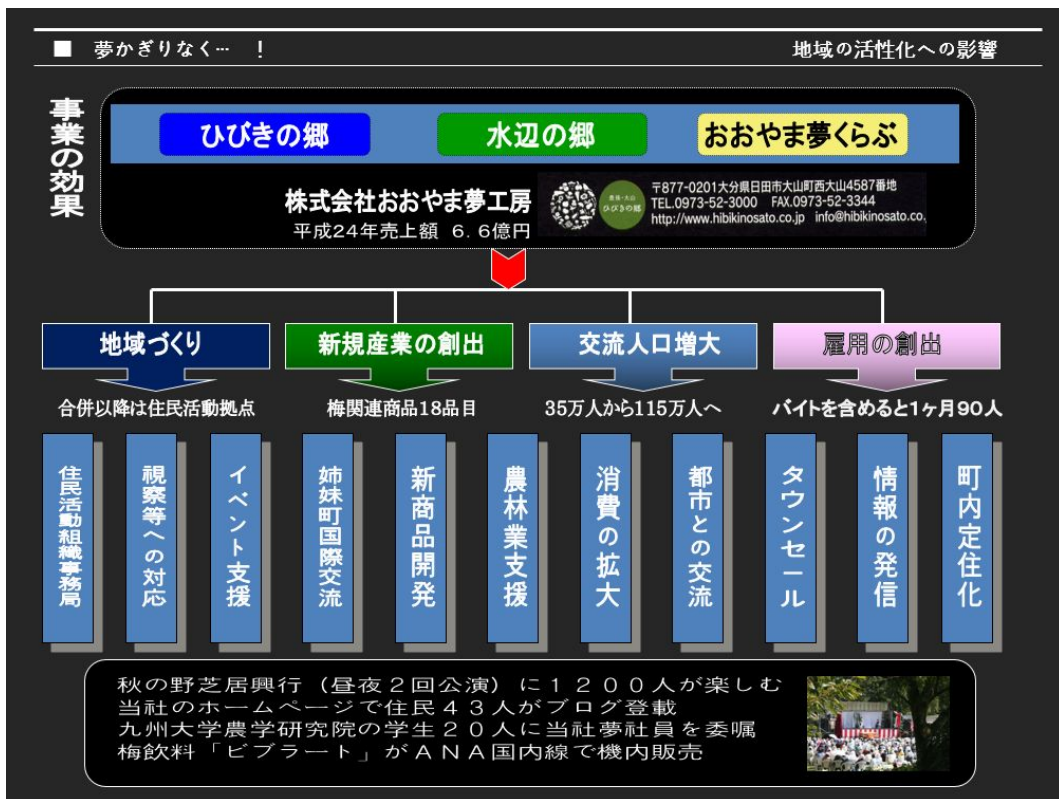 ■ 夢かぎりなく… ！
地域の活性化への影響
事業の効果
ひびきの郷
水辺の郷
おおやま夢くらぶ
株式会社おおやま夢工房
平成24年売上額 6.6億円
豊後・大山
ひびきの郷
〒877-0201大分県日田市大山町西大山4587番地
TEL.0973-52-3000 FAX.0973-52-3344
http://www.hibikinosato.co.jp info@hibikinosato.co.
地域づくり
新規産業の創出
交流人口増大
雇用の創出
合併以降は住民活動拠点
梅関連商品18品目
35万人から115万人へ
バイトを含めると1ヶ月90人
住民活動組織事務局
視察等への対応
イベント支援
姉妹町国際交流
新商品開発
農林業支援
消費の拡大
都市との交流
タウンセール
情報の発信
町内定住化
秋の野芝居興行（昼夜２回公演）に１２００人が楽しむ
当社のホームページで住民４３人がブログ登載
九州大学農学研究院の学生２０人に当社夢社員を委嘱
梅飲料「ビブラート」がＡＮＡ国内線で機内販売